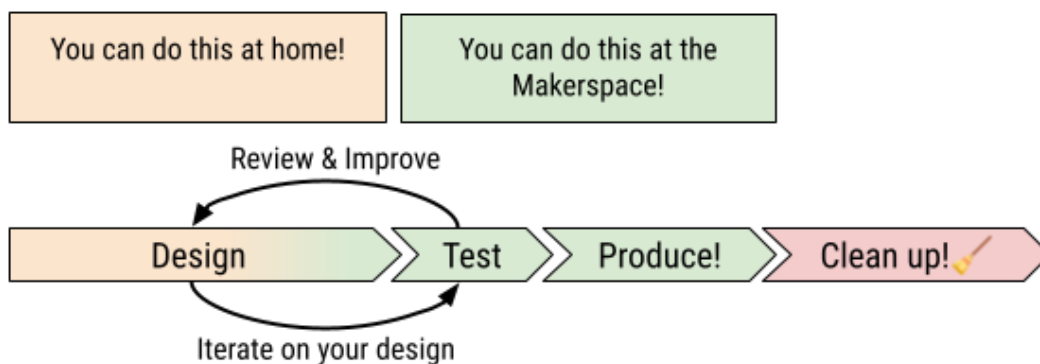 You can do this at home!
You can do this at the
Makerspace!
Review & Improve
Design
Test
Produce!
Clean up!🧹
Iterate on your design